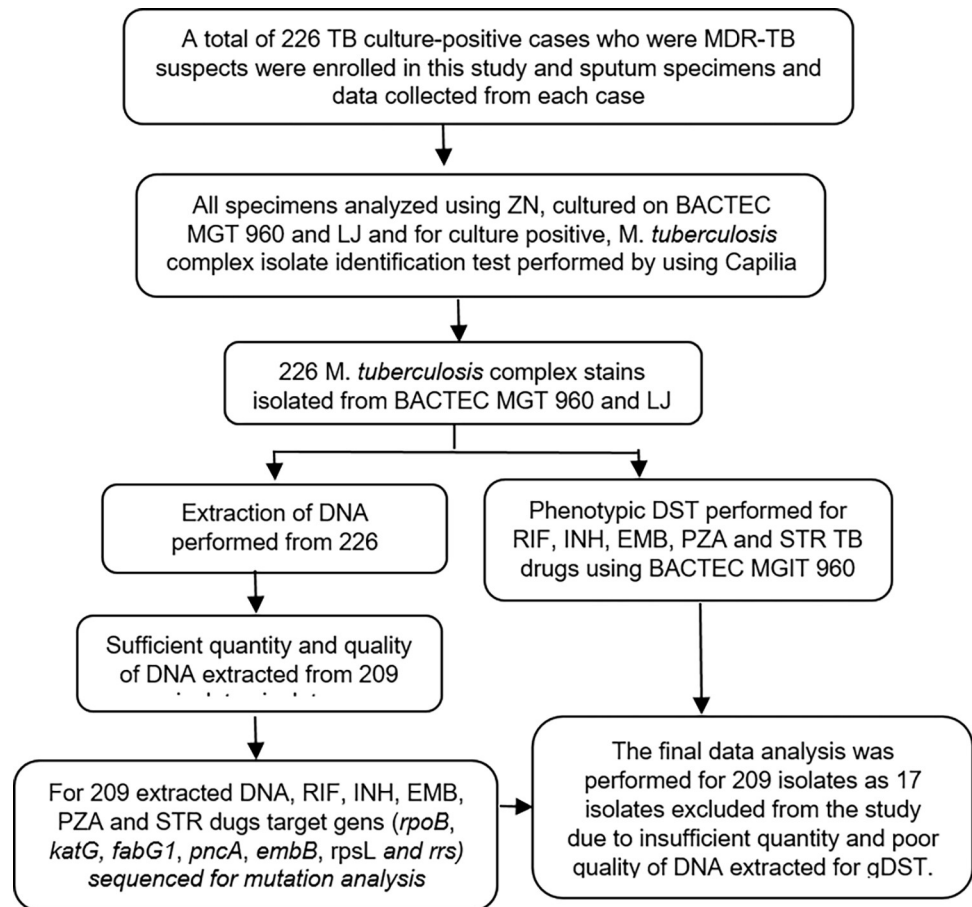 A total of 226 TB culture-positive cases who were MDR-TB
suspects were enrolled in this study and sputum specimens and
data collected from each case
All specimens analyzed using ZN, cultured on BACTEC
MGT 960 and LJ and for culture positive, M. tuberculosis
complex isolate identification test performed by using Capilia
226 M. tuberculosis complex stains
isolated from BACTEC MGT 960 and LJ
Extraction of DNA
performed from 226
Phenotypic DST performed for
RIF, INH, EMB, PZA and STR TB
drugs using BACTEC MGIT 960
Sufficient quantity and quality
of DNA extracted from 209
For 209 extracted DNA, RIF, INH, EMB,
PZA and STR dugs target gens (rpoB,
katG, fabG1, pncA, embB, rpsL and rrs)
sequenced for mutation analysis
The final data analysis was
performed for 209 isolates as 17
isolates excluded from the study
due to insufficient quantity and poor
quality of DNA extracted for gDST.